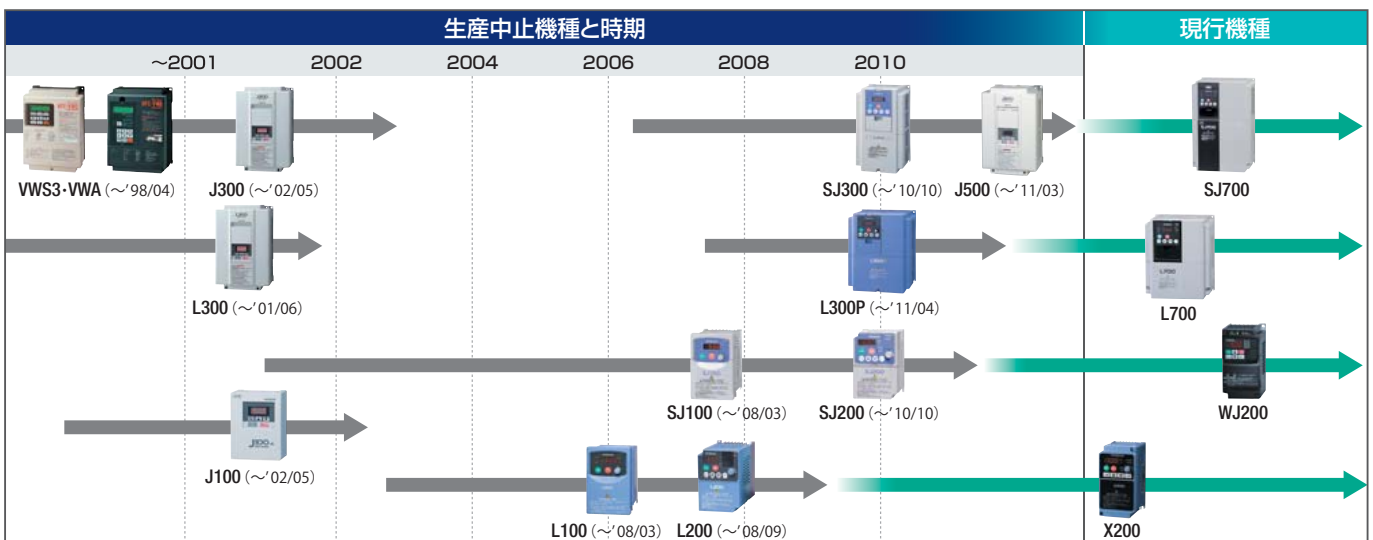 生産中止機種と時期 現行機種
～2001 2002 2004 2006 2008 2010
VWS3・VWA（～’98/04） J300（～’02/05） SJ300（～’10/10） J500（～’11/03） SJ700
L300（～’01/06） L300P（～’11/04） L700
SJ100（～’08/03） SJ200（～’10/10） WJ200
J100（～’02/05）
L100（～’08/03） L200（～’08/09） X200